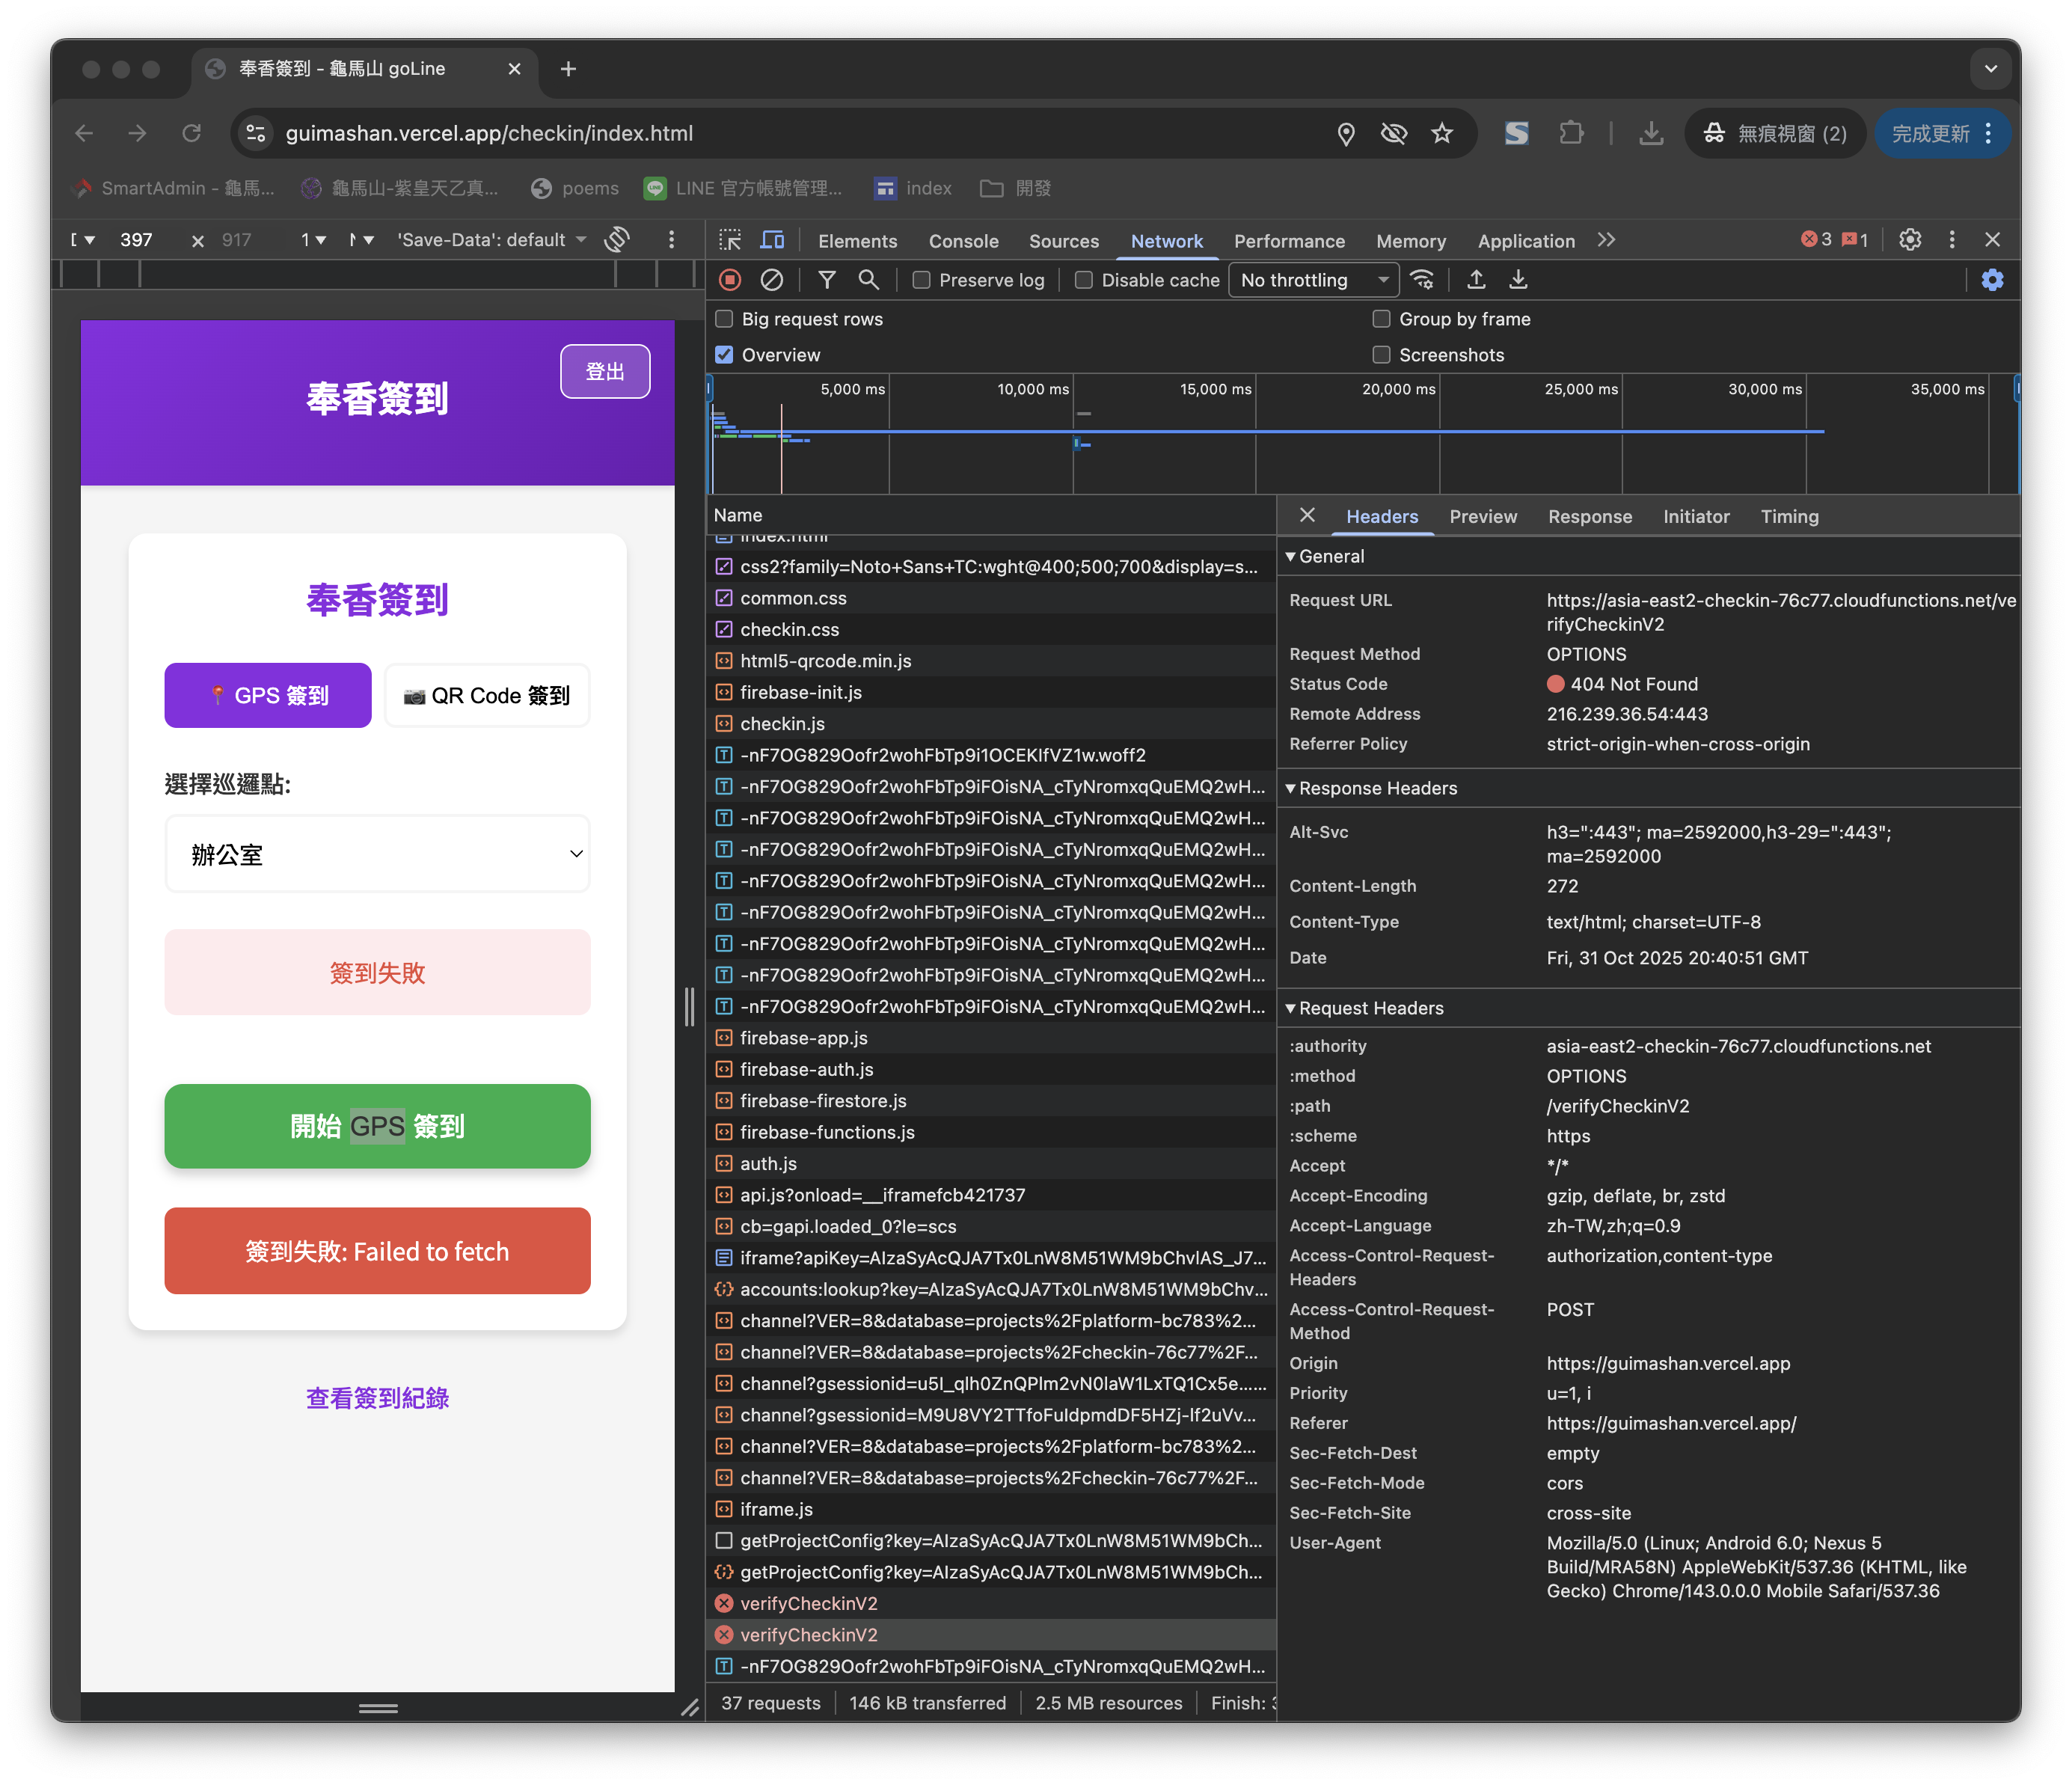 奉香簽到 - 龜馬山 goLine
guimashan.vercel.app/checkin/index.html
無痕視窗 (2)
完成更新
SmartAdmin - 龜馬...
龜馬山-紫皇天乙真...
poems
LINE 官方帳號管理...
index
開發
397
917
1
'Save-Data': default
Elements
Console
Sources
Network
Performance
Memory
Application
3
1
Preserve log
Disable cache
No throttling
Big request rows
Group by frame
Overview
Screenshots
5,000 ms
10,000 ms
15,000 ms
20,000 ms
25,000 ms
30,000 ms
35,000 ms
奉香簽到
登出
奉香簽到
GPS 簽到
QR Code 簽到
選擇巡邏點:
辦公室
簽到失敗
開始 GPS 簽到
簽到失敗: Failed to fetch
查看簽到紀錄
Name
index.html
css2?family=Noto+Sans+TC:wght@400;500;700&display=s...
common.css
checkin.css
html5-qrcode.min.js
firebase-init.js
checkin.js
-nF7OG829Oofr2wohFbTp9i1OCEKIfVZ1w.woff2
-nF7OG829Oofr2wohFbTp9iFOisNA_cTyNromxqQuEMQ2wH...
-nF7OG829Oofr2wohFbTp9iFOisNA_cTyNromxqQuEMQ2wH...
-nF7OG829Oofr2wohFbTp9iFOisNA_cTyNromxqQuEMQ2wH...
-nF7OG829Oofr2wohFbTp9iFOisNA_cTyNromxqQuEMQ2wH...
-nF7OG829Oofr2wohFbTp9iFOisNA_cTyNromxqQuEMQ2wH...
-nF7OG829Oofr2wohFbTp9iFOisNA_cTyNromxqQuEMQ2wH...
-nF7OG829Oofr2wohFbTp9iFOisNA_cTyNromxqQuEMQ2wH...
-nF7OG829Oofr2wohFbTp9iFOisNA_cTyNromxqQuEMQ2wH...
firebase-app.js
firebase-auth.js
firebase-firestore.js
firebase-functions.js
auth.js
api.js?onload=__iframefcb421737
cb=gapi.loaded_0?le=scs
iframe?apiKey=AIzaSyAcQJA7Tx0LnW8M51WM9bChvlAS_J7...
accounts:lookup?key=AIzaSyAcQJA7Tx0LnW8M51WM9bChv...
channel?VER=8&database=projects%2Fplatform-bc783%2...
channel?VER=8&database=projects%2Fcheckin-76c77%2F...
channel?gsessionid=u5I_qlh0ZnQPIm2vN0laW1LxTQ1Cx5e......
channel?gsessionid=M9U8VY2TTfoFuIdpmdDF5HZj-If2uVv...
channel?VER=8&database=projects%2Fplatform-bc783%2...
channel?VER=8&database=projects%2Fcheckin-76c77%2F...
iframe.js
getProjectConfig?key=AIzaSyAcQJA7Tx0LnW8M51WM9bCh...
getProjectConfig?key=AIzaSyAcQJA7Tx0LnW8M51WM9bCh...
verifyCheckinV2
verifyCheckinV2
-nF7OG829Oofr2wohFbTp9iFOisNA_cTyNromxqQuEMQ2wH...
37 requests
146 kB transferred
2.5 MB resources
Finish:
Headers
Preview
Response
Initiator
Timing
General
Request URL
https://asia-east2-checkin-76c77.cloudfunctions.net/ve
rifyCheckinV2
Request Method
OPTIONS
Status Code
404 Not Found
Remote Address
216.239.36.54:443
Referrer Policy
strict-origin-when-cross-origin
Response Headers
Alt-Svc
h3=":443"; ma=2592000,h3-29=":443";
ma=2592000
Content-Length
272
Content-Type
text/html; charset=UTF-8
Date
Fri, 31 Oct 2025 20:40:51 GMT
Request Headers
:authority
asia-east2-checkin-76c77.cloudfunctions.net
:method
OPTIONS
:path
/verifyCheckinV2
:scheme
https
Accept
*/*
Accept-Encoding
gzip, deflate, br, zstd
Accept-Language
zh-TW,zh;q=0.9
Access-Control-Request-
Headers
authorization,content-type
Access-Control-Request-
Method
POST
Origin
https://guimashan.vercel.app
Priority
u=1, i
Referer
https://guimashan.vercel.app/
Sec-Fetch-Dest
empty
Sec-Fetch-Mode
cors
Sec-Fetch-Site
cross-site
User-Agent
Mozilla/5.0 (Linux; Android 6.0; Nexus 5
Build/MRA58N) AppleWebKit/537.36 (KHTML, like
Gecko) Chrome/143.0.0.0 Mobile Safari/537.36